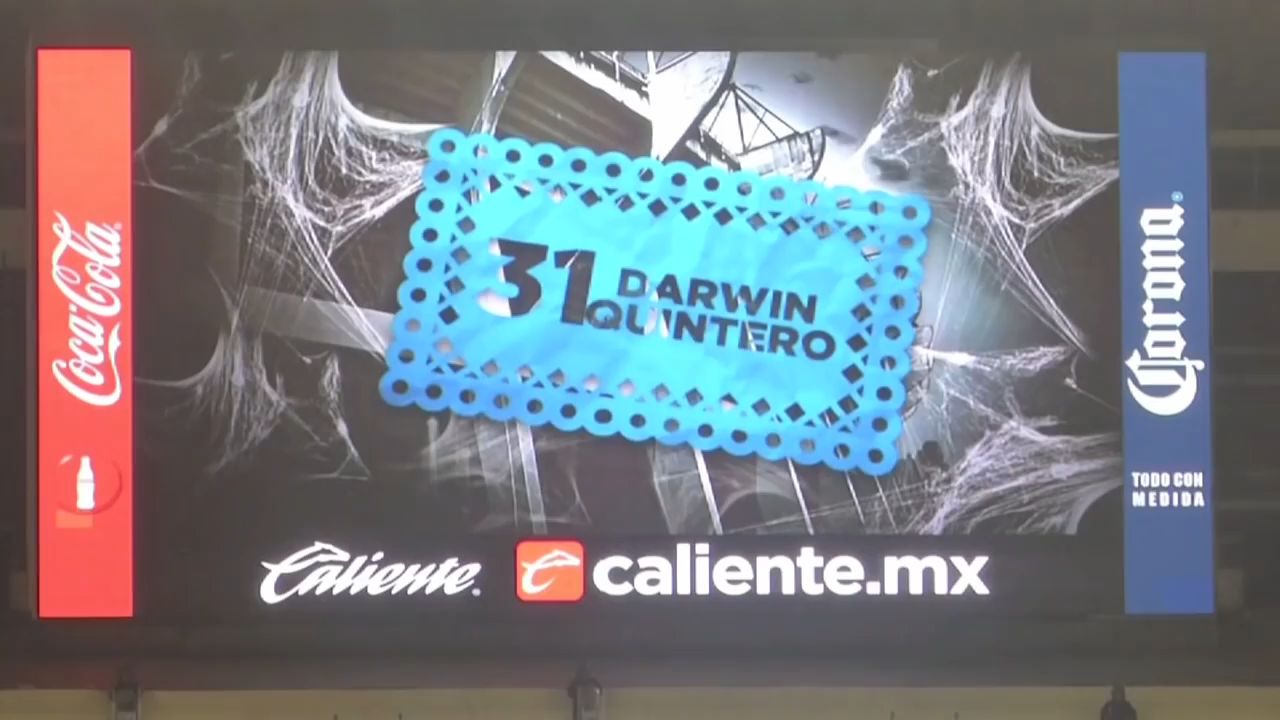 Coca-Cola
31 DARWIN
QUINTERO
Caliente.
caliente.mx
Corona
TODO CON
MEDIDA